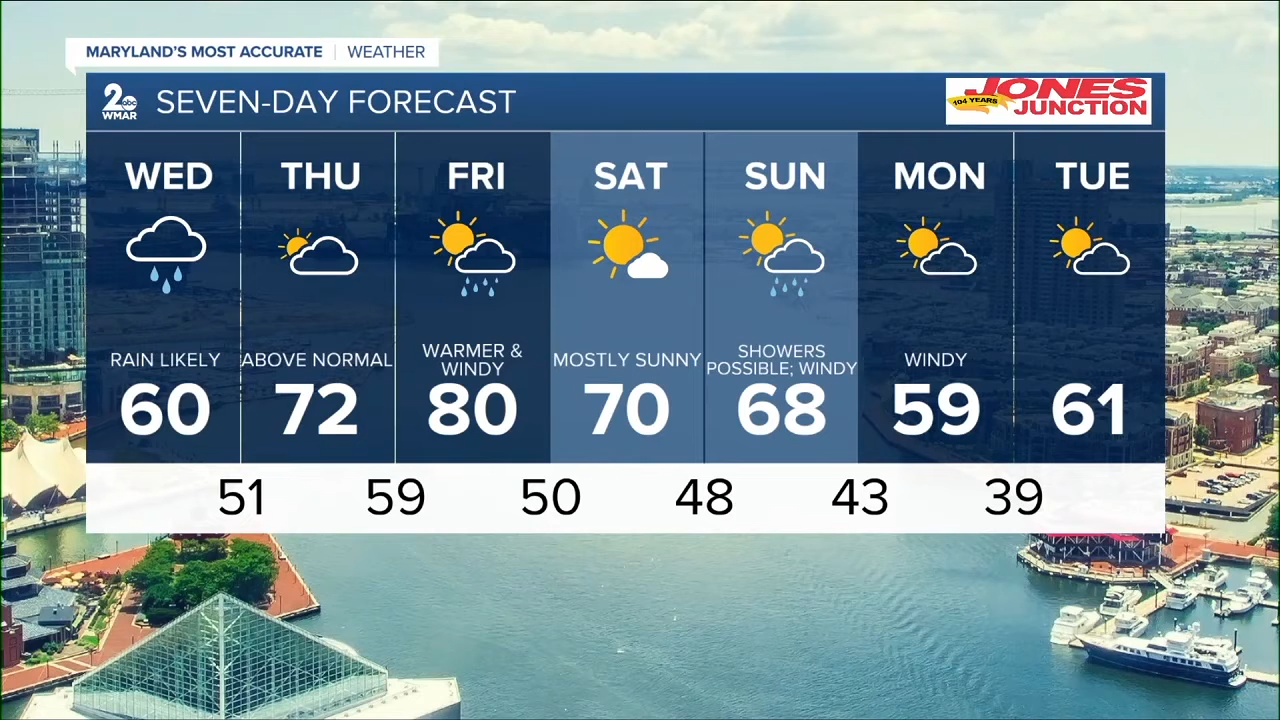 MARYLAND'S MOST ACCURATE | WEATHER
2 abc
WMAR
SEVEN-DAY FORECAST
JONES
104 YEARS
JUNCTION
WED THU FRI SAT SUN MON TUE
RAIN LIKELY
ABOVE NORMAL
WARMER &
WINDY
MOSTLY SUNNY
SHOWERS
POSSIBLE; WINDY
WINDY
60 72 80 70 68 59 61
51 59 50 48 43 39